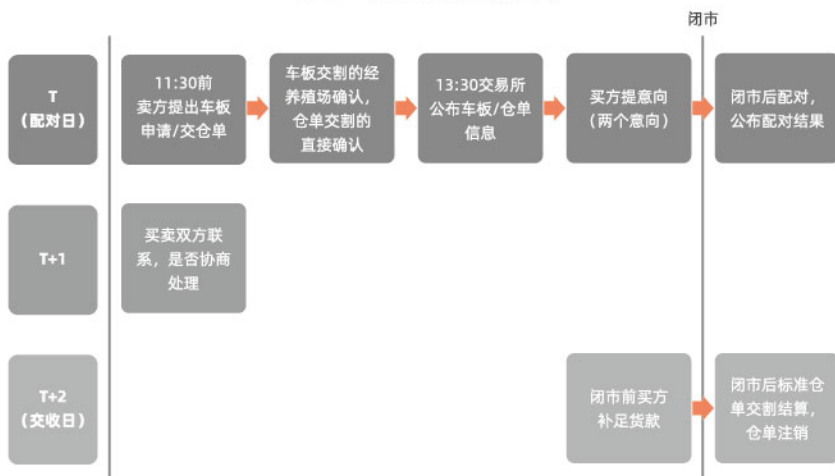 闭市
T
（配对日）
11:30前
卖方提出车板
申请/交仓单
车板交割的经
养殖场确认，
仓单交割的
直接确认
13:30交易所
公布车板/仓单
信息
买方提意向
（两个意向）
闭市后配对，
公布配对结果
T+1
买卖双方联
系，是否协商
处理
T+2
（交收日）
闭市前买方
补足货款
闭市后标准仓
单交割结算，
仓单注销